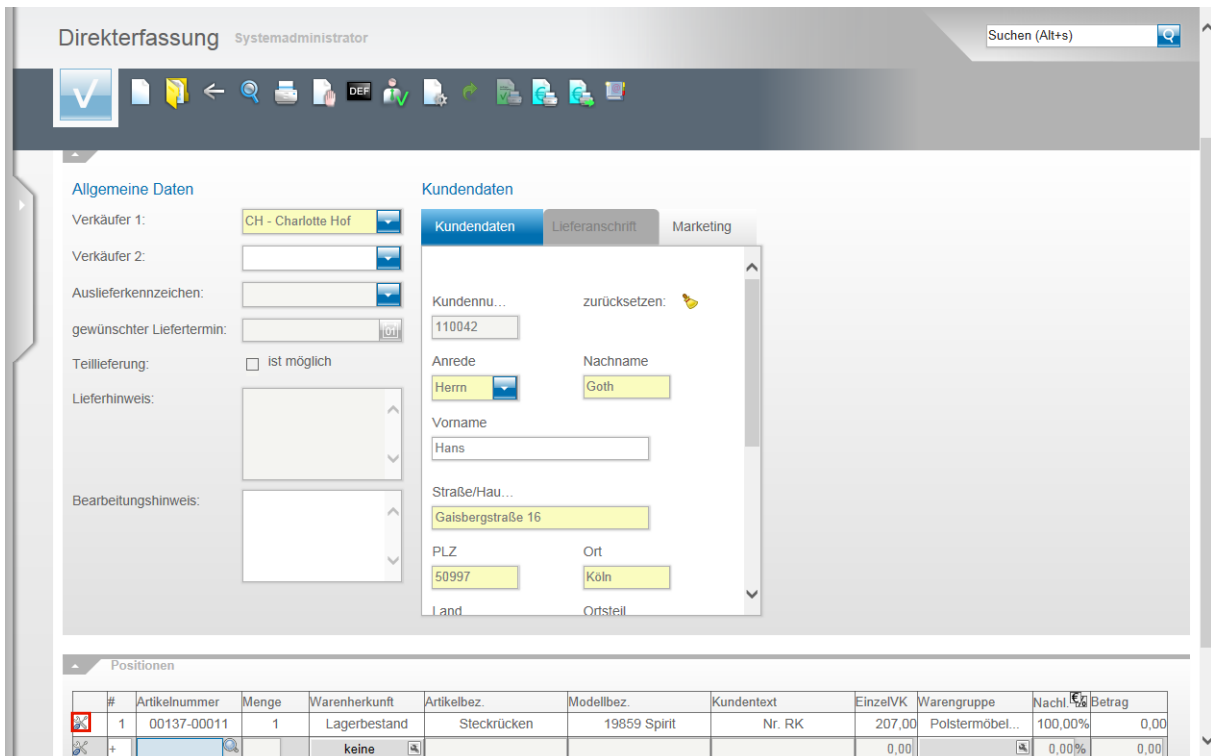 Direkterfassung Systemadministrator
Suchen (Alt+s)
DEF
Allgemeine Daten
Verkäufer 1:
CH - Charlotte Hof
Verkäufer 2:
Auslieferkennzeichen:
gewünschter Liefertermin:
Teillieferung:
ist möglich
Lieferhinweis:
Bearbeitungshinweis:
Kundendaten
Kundendaten Lieferanschrift Marketing
Kundennu... zurücksetzen:
110042
Anrede Nachname
Herrn Goth
Vorname
Hans
Straße/Hau...
Gaisbergstraße 16
PLZ Ort
50997 Köln
Land Ortsteil
Positionen
# Artikelnummer Menge Warenherkunft Artikelbez. Modellbez. Kundentext EinzelVK Warengruppe Nachl. Betrag
1 00137-00011 1 Lagerbestand Steckrücken 19859 Spirit Nr. RK 207,00 Polstermöbel... 100,00% 0,00
+ keine 0,00 0,00% 0,00